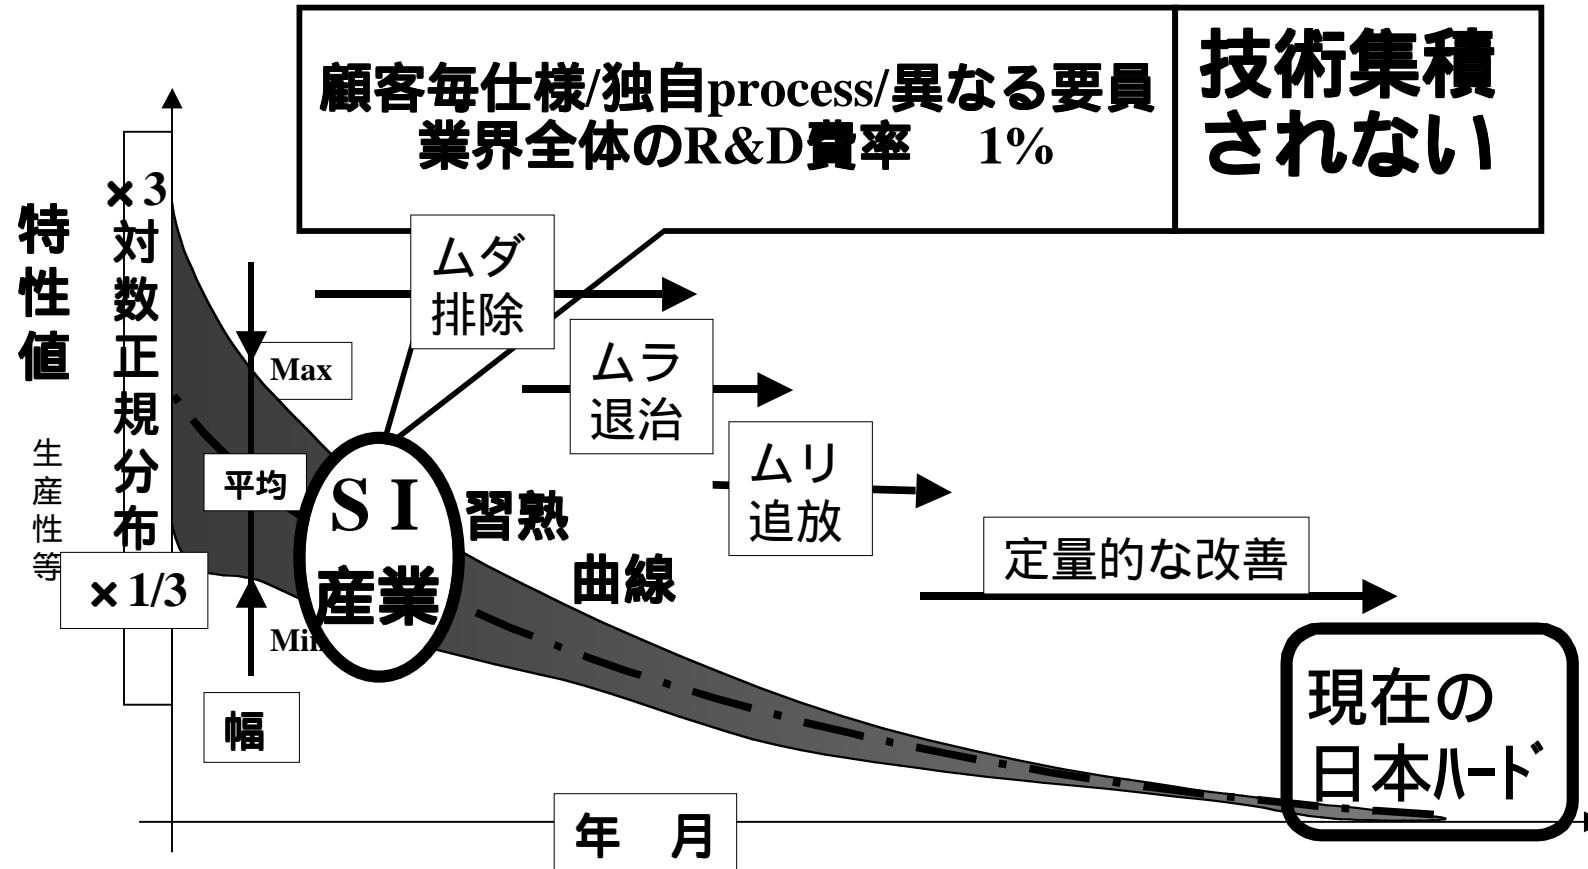 顧客毎仕様/独自process/異なる要員
業界全体のR&D費率　1%
技術集積
されない
特性値
生産性等
×3
対数正規分布
×1/3
ムダ
排除
Max
ムラ
退治
平均
ムリ
追放
SI
産業
習熟
曲線
定量的な改善
幅
現在の
日本ﾊｰﾄﾞ
年　月